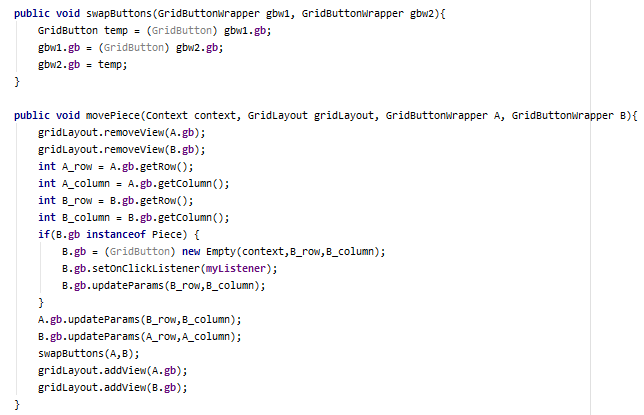 public void swapButtons(GridButtonWrapper gbw1, GridButtonWrapper gbw2){
    GridButton temp = (GridButton) gbw1.gb;
    gbw1.gb = (GridButton) gbw2.gb;
    gbw2.gb = temp;
}

public void movePiece(Context context, GridLayout gridLayout, GridButtonWrapper A, GridButtonWrapper B){
    gridLayout.removeView(A.gb);
    gridLayout.removeView(B.gb);
    int A_row = A.gb.getRow();
    int A_column = A.gb.getColumn();
    int B_row = B.gb.getRow();
    int B_column = B.gb.getColumn();
    if(B.gb instanceof Piece) {
        B.gb = (GridButton) new Empty(context,B_row,B_column);
        B.gb.setOnClickListener(myListener);
        B.gb.updateParams(B_row,B_column);
    }
    A.gb.updateParams(B_row,B_column);
    B.gb.updateParams(A_row,A_column);
    swapButtons(A,B);
    gridLayout.addView(A.gb);
    gridLayout.addView(B.gb);
}